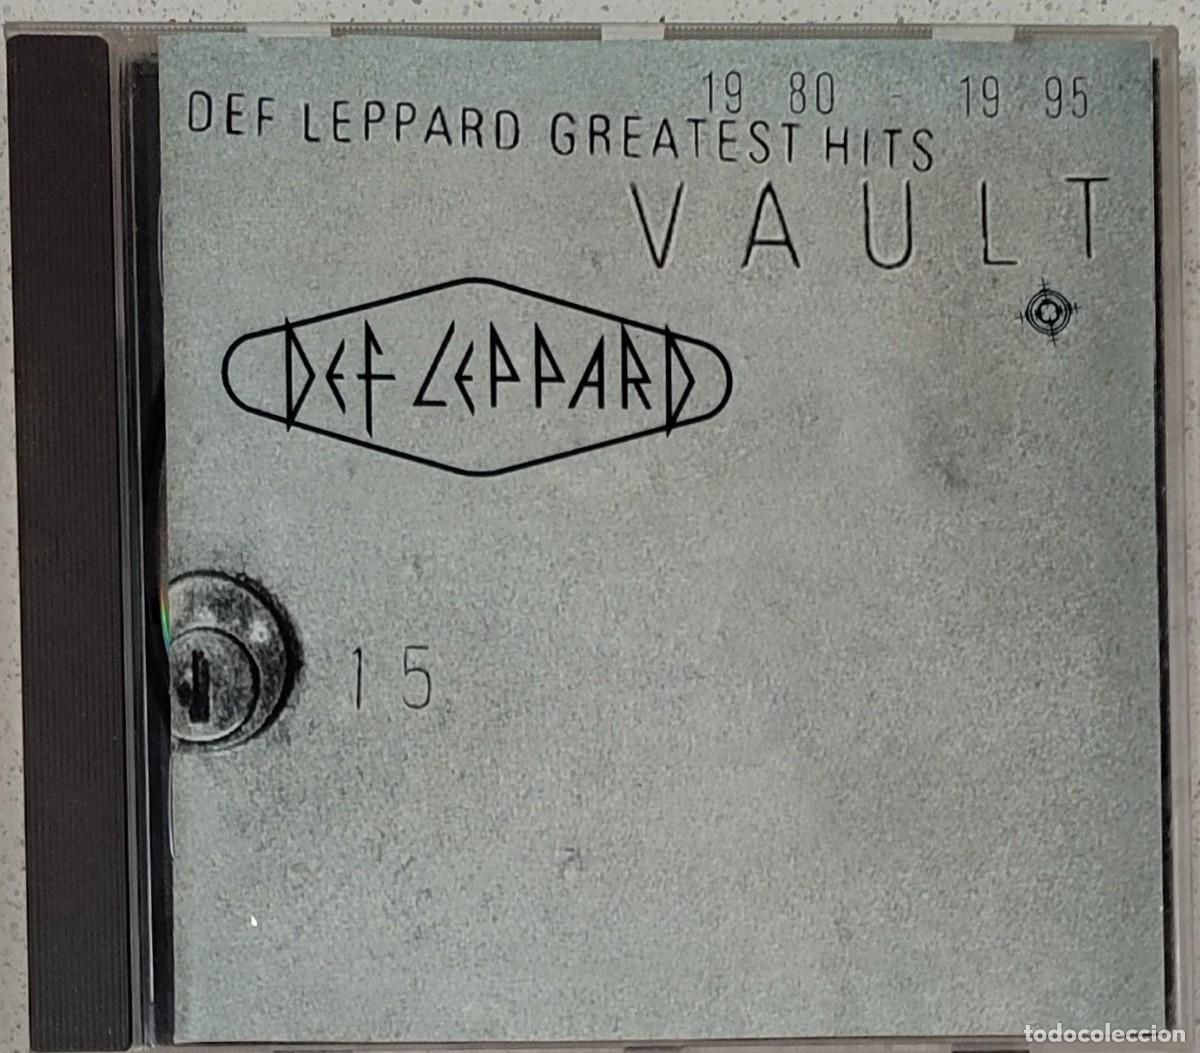 19 80 - 19 95
DEF LEPPARD GREATEST HITS
VAULT
DEF LEPPARD
15
todocoleccion